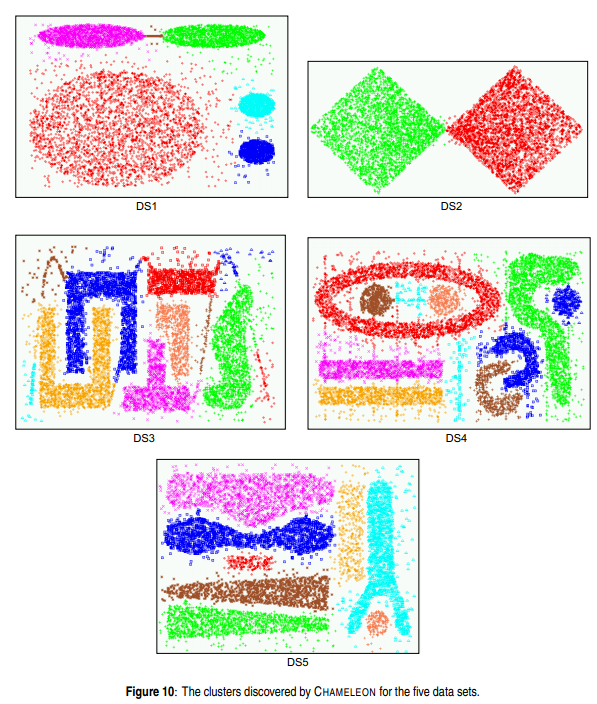 DS1
DS2
DS3
DS4
DS5
Figure 10: The clusters discovered by CHAMELEON for the five data sets.